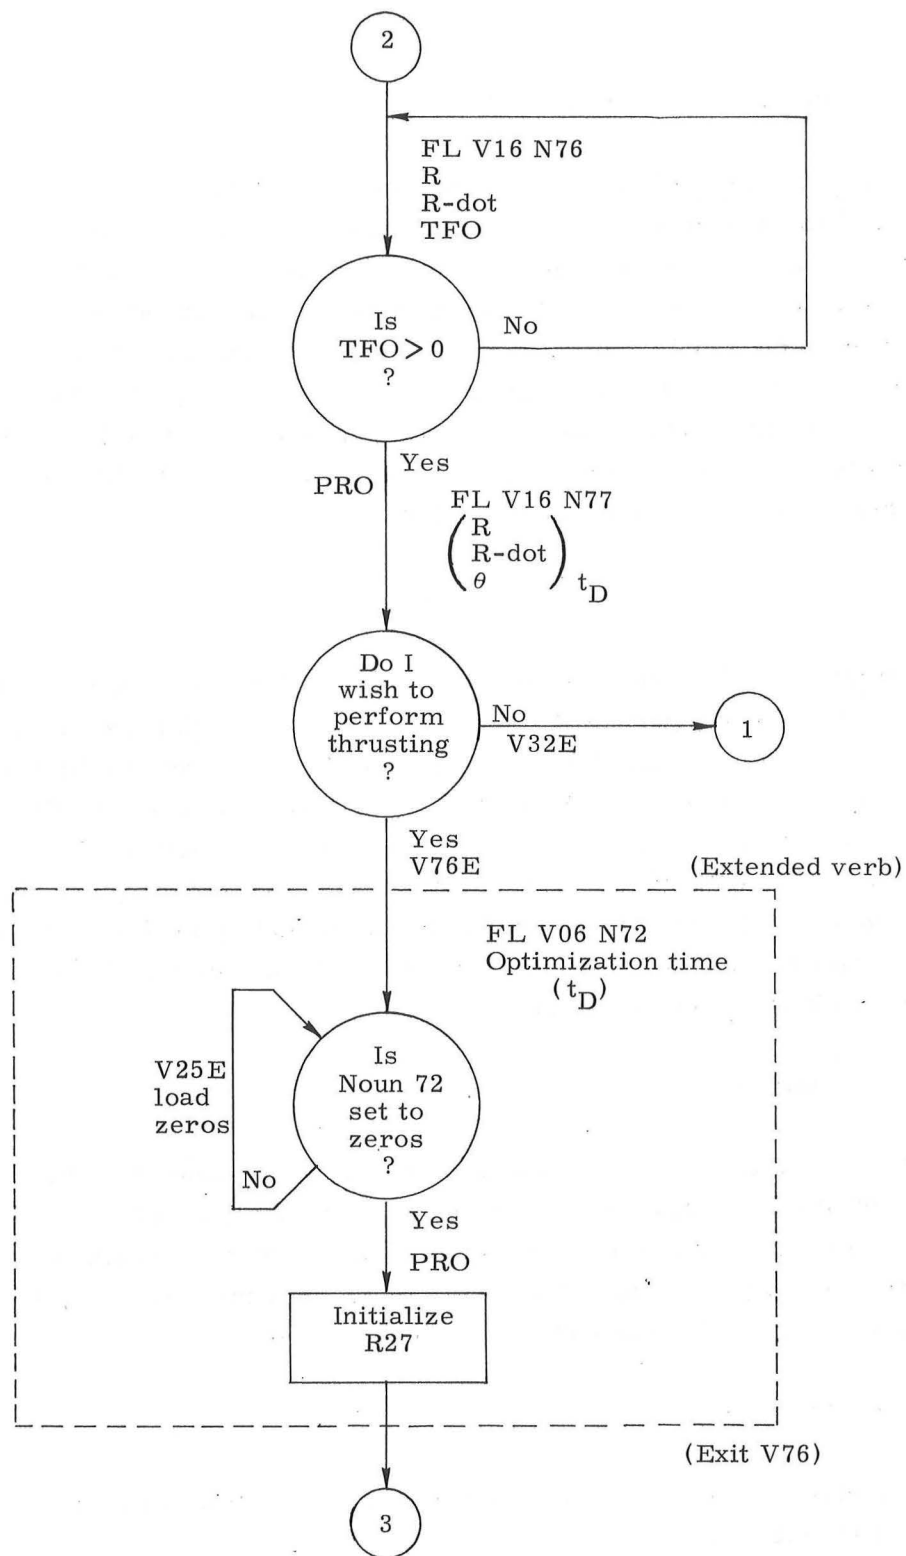 2
FL V16 N76
R
R-dot
TFO
Is
TFO > 0
?
No
Yes
PRO
FL V16 N77
R
R-dot
θ
t_D
Do I
wish to
perform
thrusting
?
No
V32E
1
Yes
V76E
(Extended verb)
FL V06 N72
Optimization time
(t_D)
V25E
load
zeros
No
Is
Noun 72
set to
zeros
?
Yes
PRO
Initialize
R27
(Exit V76)
3